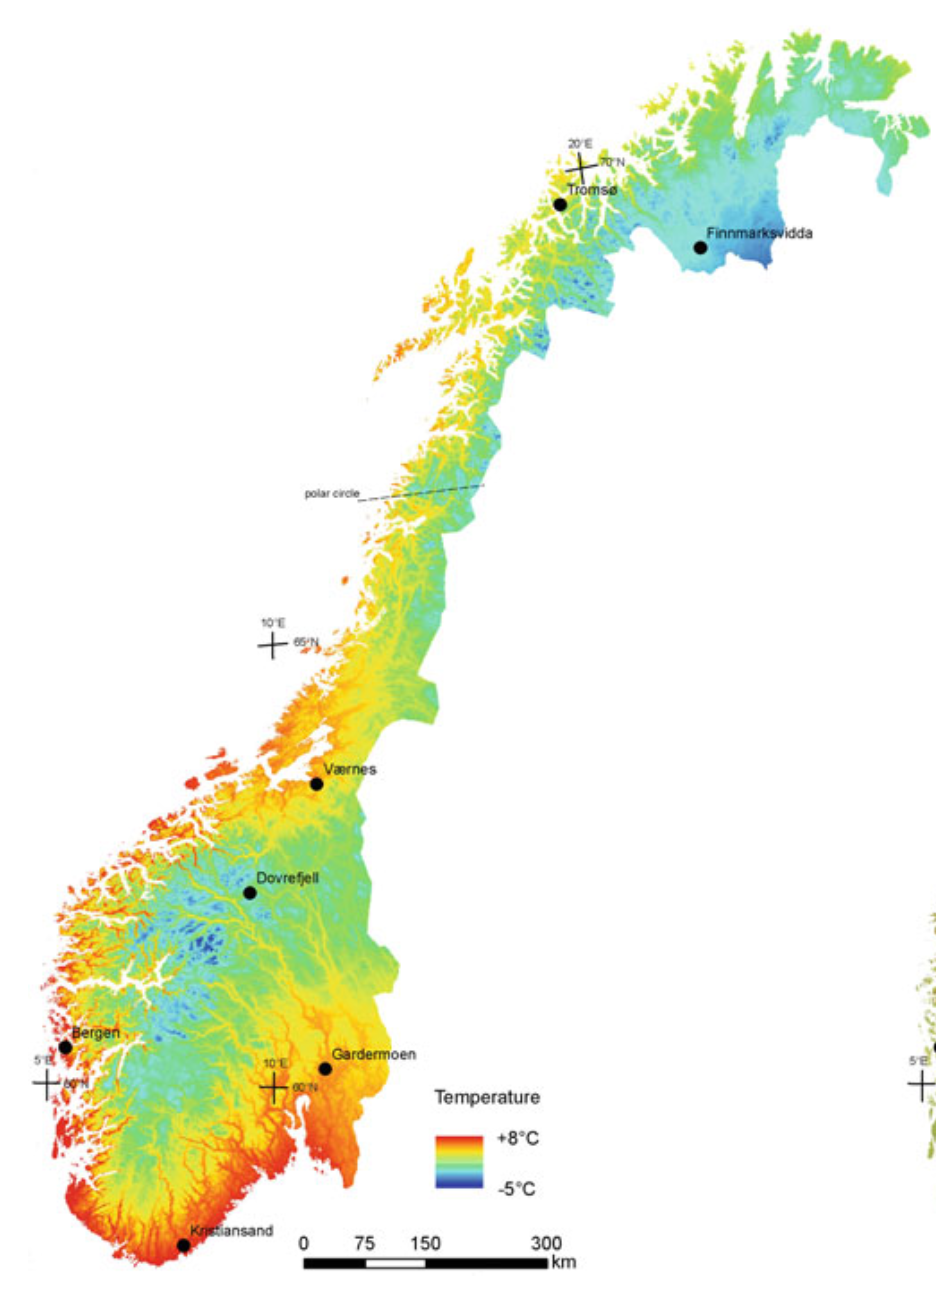 20°E
70°N
Tromsø
Finnmarksvidda
polar circle
10°E
65°N
Værnes
Dovrefjell
Bergen
5°E
60°N
10°E
60°N
Gardermoen
5°E
Temperature
+8°C
-5°C
Kristiansand
0 75 150 300
km